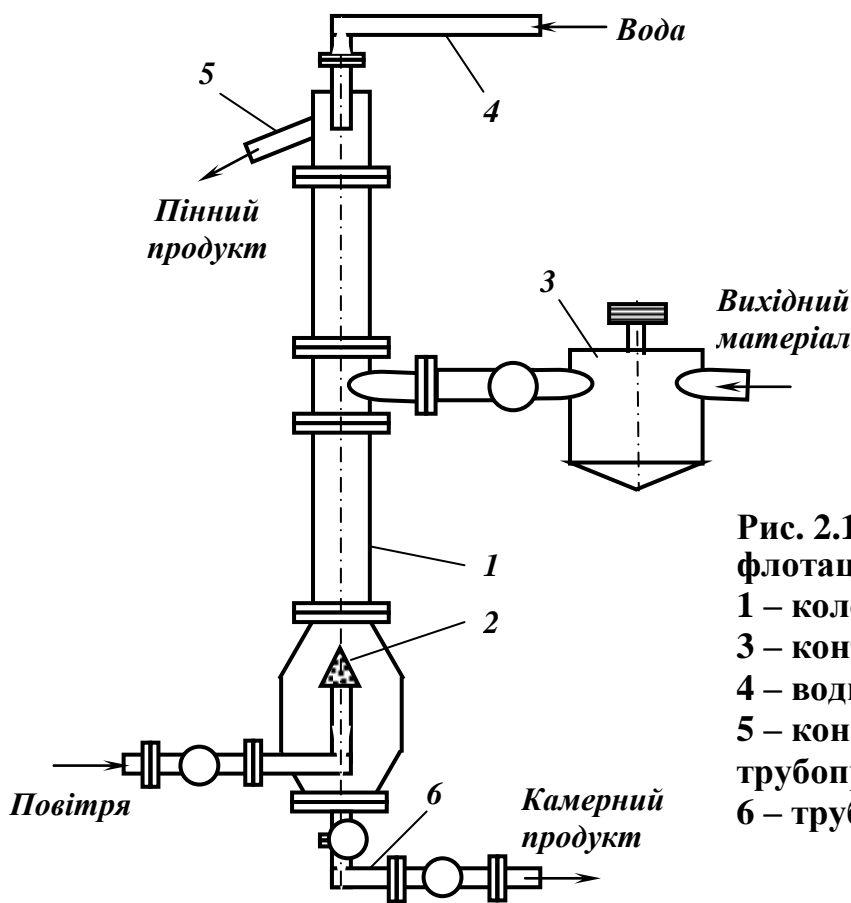 Вода
5
4
Пінний
продукт
3
Вихідний
матеріал
Рис. 2.1
флотац
1 – кол
3 – кон
4 – вод
5 – кон
трубопр
6 – труб
1
2
6
Повітря
Камерний
продукт